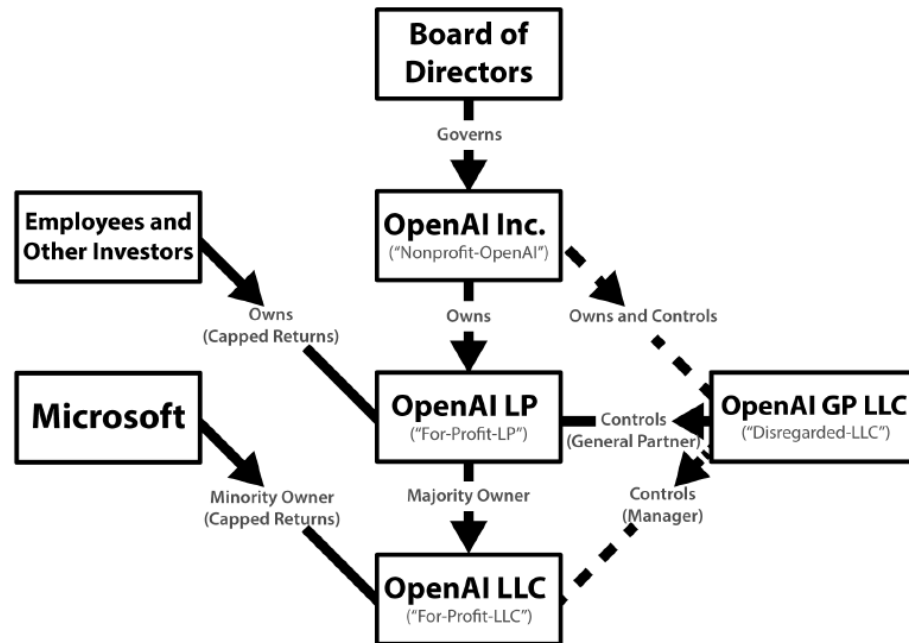 Board of
Directors
Governs
OpenAI Inc.
("Nonprofit-OpenAI")
Employees and
Other Investors
Owns
(Capped Returns)
Owns
Owns and Controls
Microsoft
OpenAI LP
("For-Profit-LP")
Controls
(General Partner)
OpenAI GP LLC
("Disregarded-LLC")
Minority Owner
(Capped Returns)
Majority Owner
Controls
(Manager)
OpenAI LLC
("For-Profit-LLC")